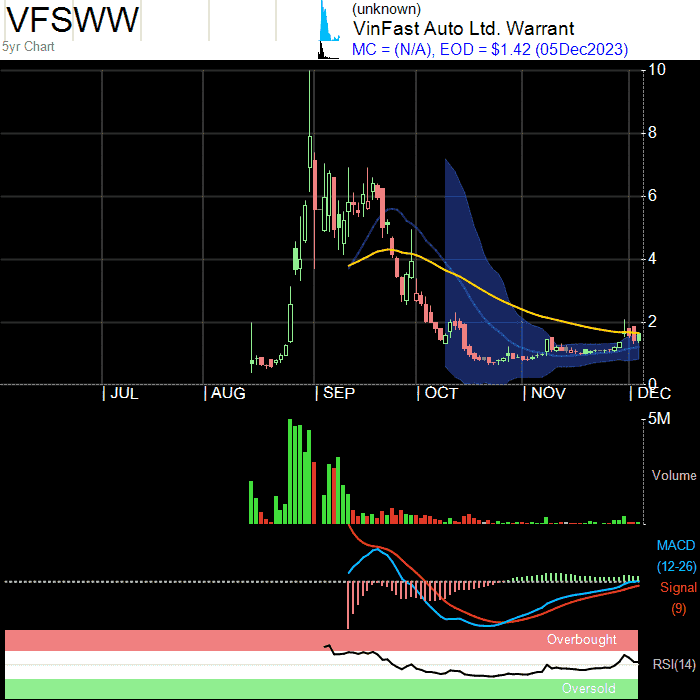 VFSWW
(unknown)
VinFast Auto Ltd. Warrant
5yr Chart
MC = (N/A), EOD = $1.42 (05Dec2023)
10
8
6
4
2
0
JUL
AUG
SEP
OCT
NOV
DEC
5M
Volume
MACD
(12-26)
Signal
(9)
Overbought
RSI(14)
Oversold